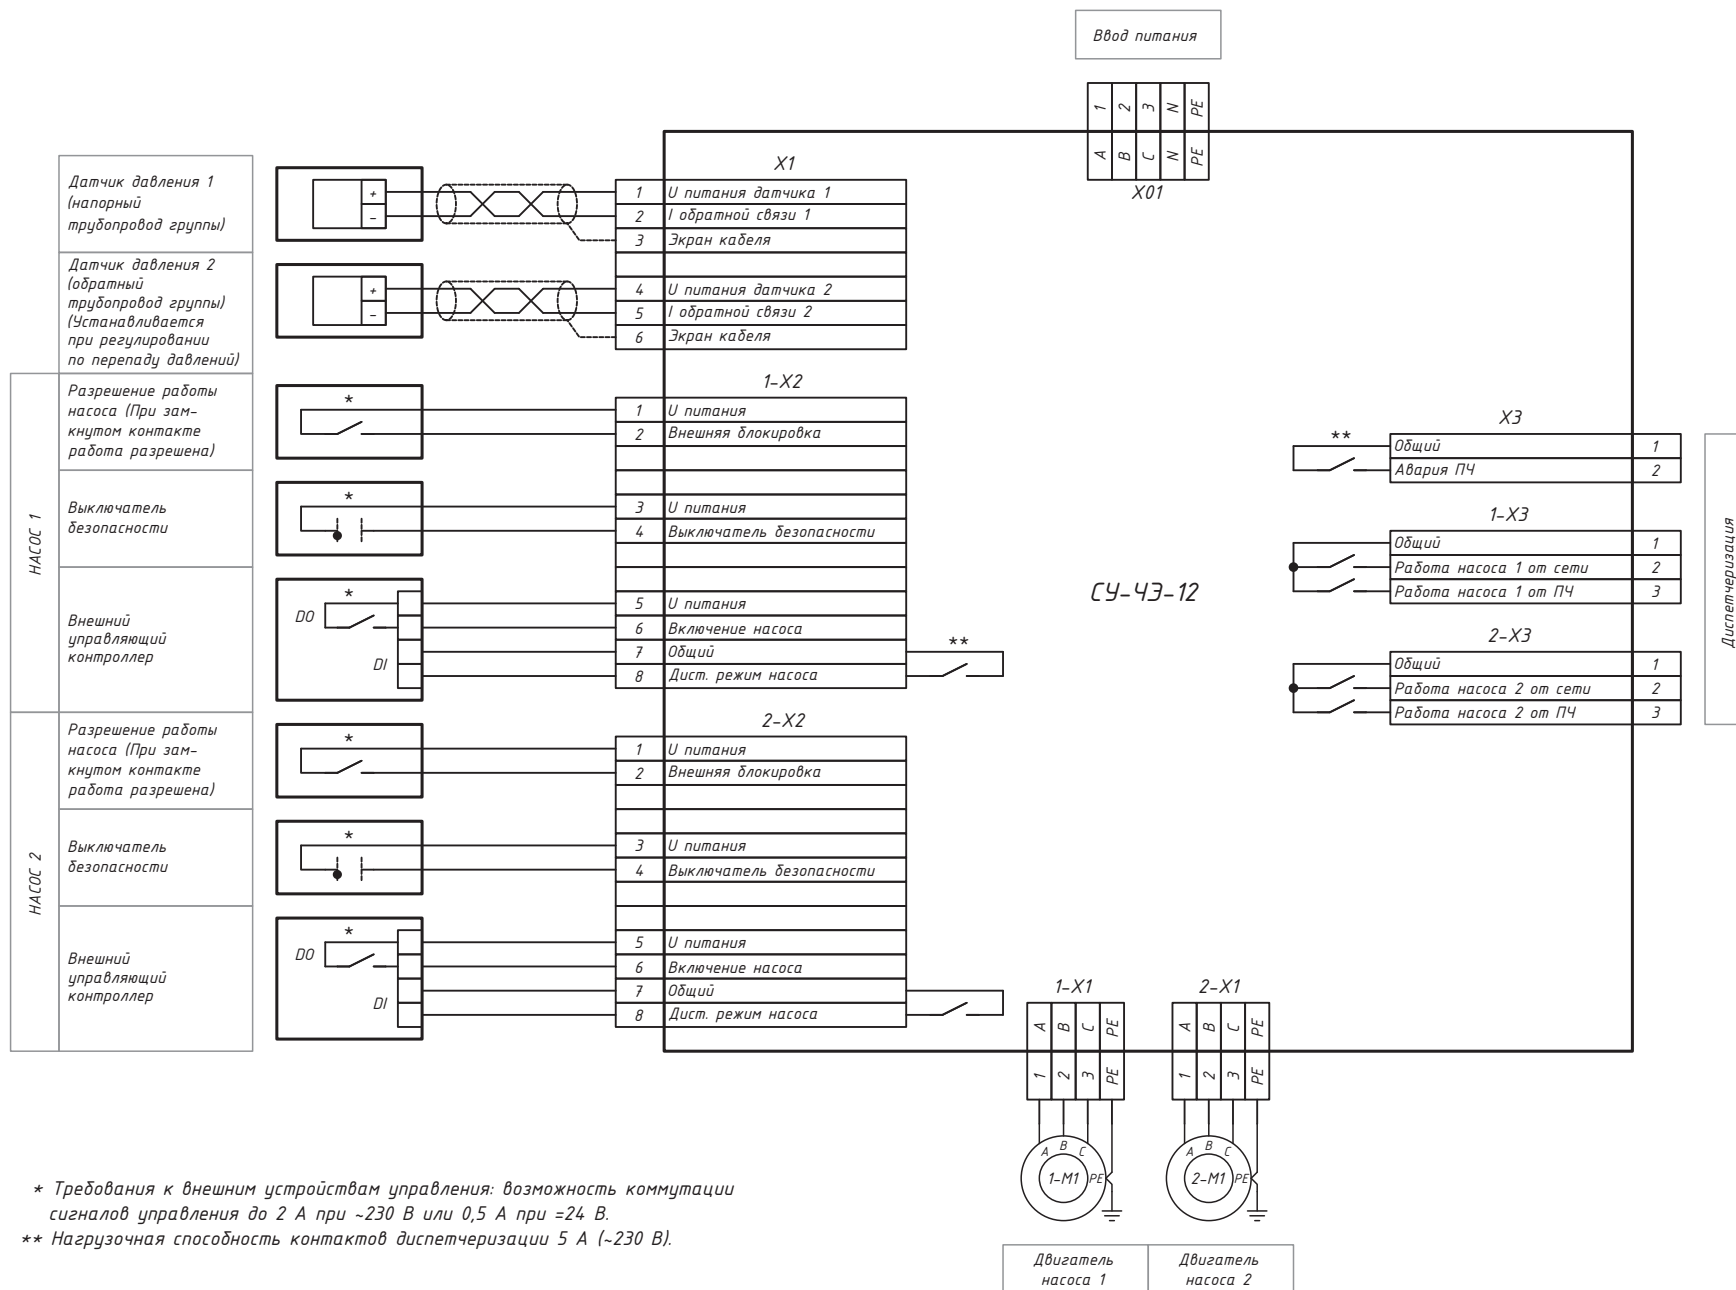 Ввод питания
1 2 3 N PE
A B C N PE
X01
Датчик давления 1
(напорный
трубопровод группы)
Датчик давления 2
(обратный
трубопровод группы)
(Устанавливается
при регулировании
по перепаду давлений)
+
-
+
-
X1
1 U питания датчика 1
2 I обратной связи 1
3 Экран кабеля
4 U питания датчика 2
5 I обратной связи 2
6 Экран кабеля
НАСОС 1
Разрешение работы
насоса (При зам-
кнутом контакте
работа разрешена)
*
Выключатель
безопасности
*
Внешний
управляющий
контроллер
*
DO
DI
1-X2
1 U питания
2 Внешняя блокировка
3 U питания
4 Выключатель безопасности
5 U питания
6 Включение насоса
7 Общий
8 Дист. режим насоса
**
НАСОС 2
Разрешение работы
насоса (При зам-
кнутом контакте
работа разрешена)
*
Выключатель
безопасности
*
Внешний
управляющий
контроллер
*
DO
DI
2-X2
1 U питания
2 Внешняя блокировка
3 U питания
4 Выключатель безопасности
5 U питания
6 Включение насоса
7 Общий
8 Дист. режим насоса
СУ-ЧЭ-12
X3
**
Общий 1
Авария ПЧ 2
1-X3
Общий 1
Работа насоса 1 от сети 2
Работа насоса 1 от ПЧ 3
2-X3
Общий 1
Работа насоса 2 от сети 2
Работа насоса 2 от ПЧ 3
Диспетчеризация
1-X1
A B C PE
1 2 3 PE
A B C
1-M1 PE
2-X1
A B C PE
1 2 3 PE
A B C
2-M1 PE
Двигатель
насоса 1
Двигатель
насоса 2
* Требования к внешним устройствам управления: возможность коммутации
сигналов управления до 2 А при ~230 В или 0,5 А при =24 В.
** Нагрузочная способность контактов диспетчеризации 5 А (~230 В).